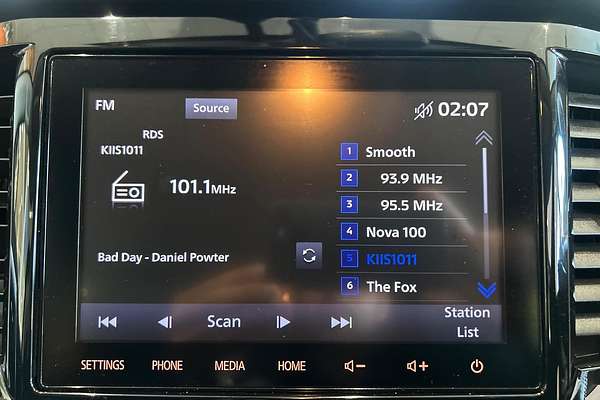 FM
Source
02:07
RDS
KIIS1011
101.1MHz
Bad Day - Daniel Powter
1 Smooth
2 93.9 MHz
3 95.5 MHz
4 Nova 100
5 KIIS1011
6 The Fox
Scan
Station
List
SETTINGS PHONE MEDIA HOME